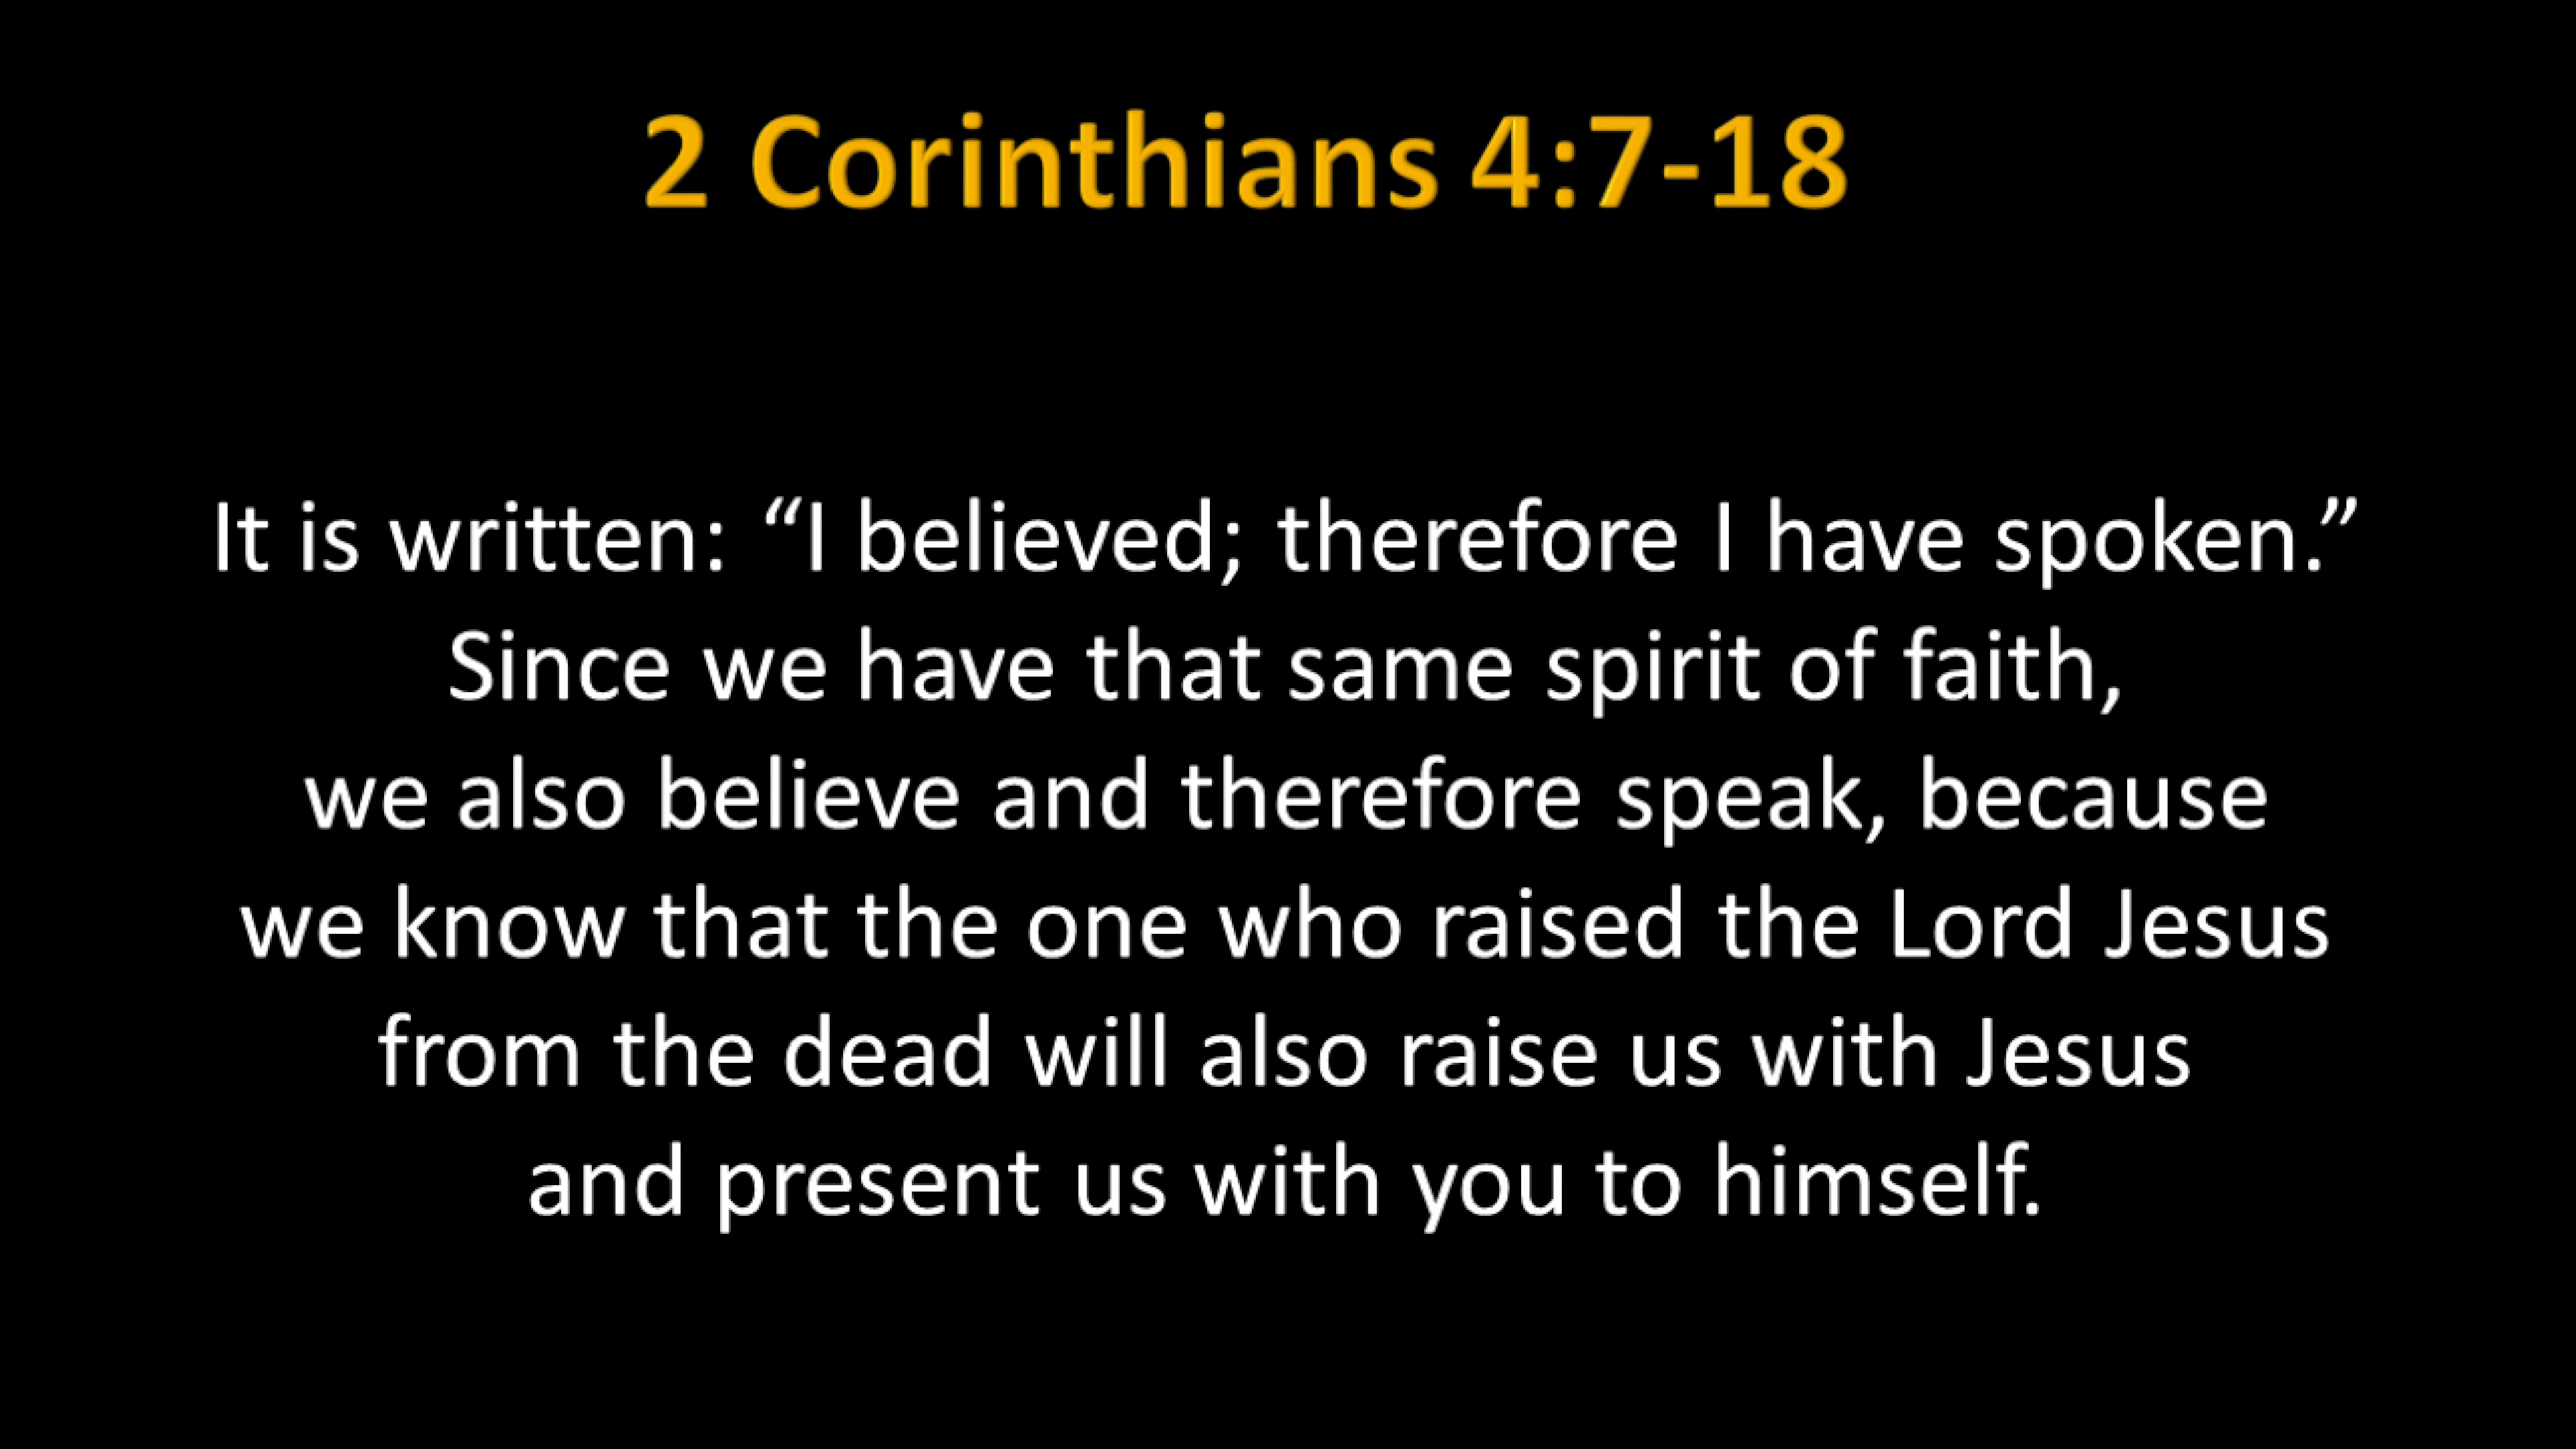 2 Corinthians 4:7-18
It is written: “I believed; therefore I have spoken.”
Since we have that same spirit of faith,
we also believe and therefore speak, because
we know that the one who raised the Lord Jesus
from the dead will also raise us with Jesus
and present us with you to himself.